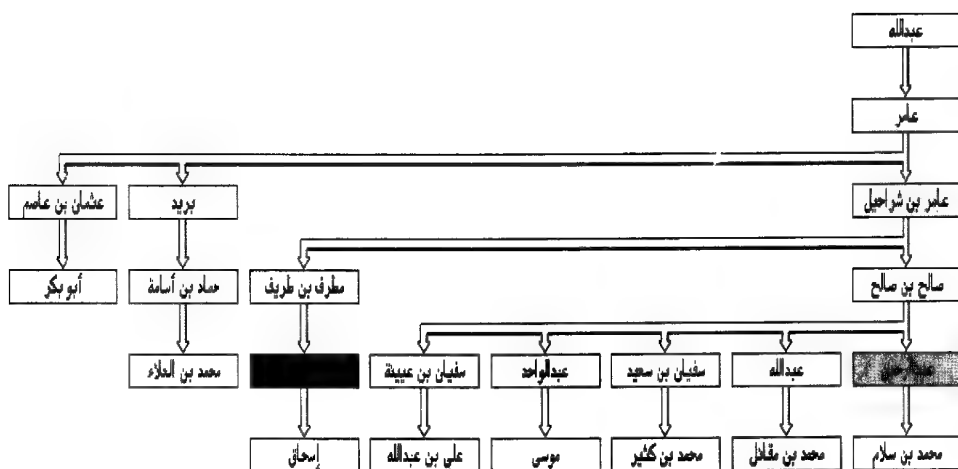 عبدالله
عامر
عامر بن شراحيل
بريد
عثمان بن عاصم
صالح بن صالح
مطرف بن طريف
حماد بن أسامة
أبو بكر
عبدالله
سفيان بن سعيد
عبدالواحد
سفيان بن عيينة
محمد بن العلاء
محمد بن سلام
محمد بن مقاتل
محمد بن كثير
موسى
على بن عبدالله
إسحاق